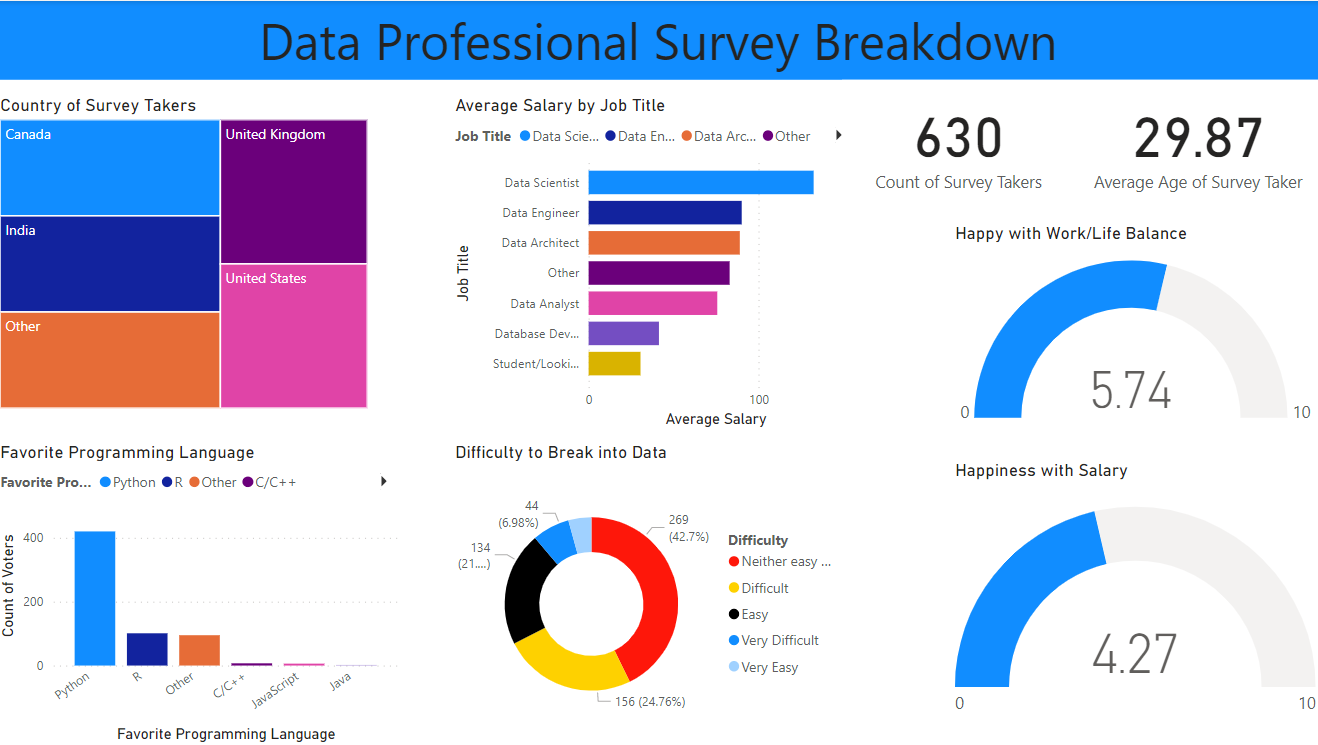 Data Professional Survey Breakdown
Country of Survey Takers
Canada
India
Other
United Kingdom
United States
Average Salary by Job Title
Job Title
Data Scie...
Data En...
Data Arc...
Other
Job Title
Data Scientist
Data Engineer
Data Architect
Other
Data Analyst
Database Dev...
Student/Looki...
0
100
Average Salary
630
Count of Survey Takers
29.87
Average Age of Survey Taker
Happy with Work/Life Balance
5.74
0
10
Favorite Programming Language
Favorite Pro...
Python
R
Other
C/C++
Count of Voters
400
200
0
Python
R
Other
C/C++
JavaScript
Java
Favorite Programming Language
Difficulty to Break into Data
44
(6.98%)
134
(21....)
269
(42.7%)
156 (24.76%)
Difficulty
Neither easy ...
Difficult
Easy
Very Difficult
Very Easy
Happiness with Salary
4.27
0
10